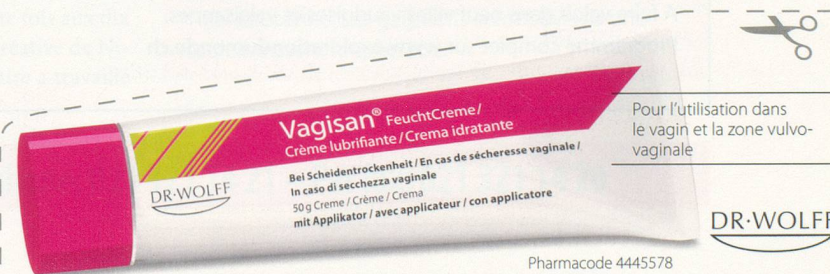 Vagisan® FeuchtCreme/
Crème lubrifiante/Crema idratante
Bei Scheidentrockenheit/En cas de sécheresse vaginale/
In caso di secchezza vaginale
50 g Creme/Crème/Crema
mit Applikator/avec applicateur/con applicatore
DR·WOLFF
Pour l'utilisation dans
le vagin et la zone vulvo-
vaginale
DR·WOLFF
Pharmacode 4445578